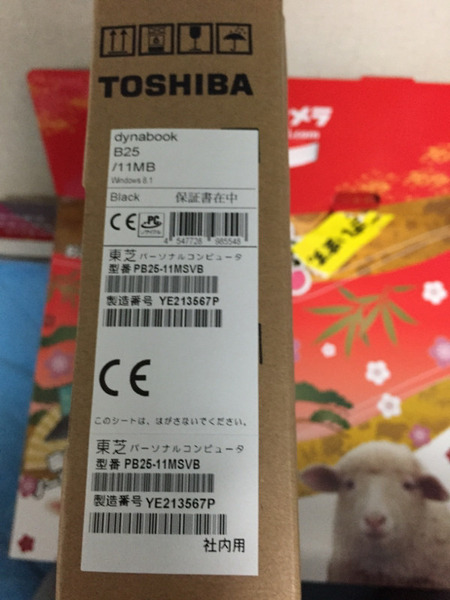 TOSHIBA
dynabook
B25
/11MB
Windows 8.1
Black 保証書在中
CE PC
4 547728 985548
東芝 パーソナルコンピュータ
型番 PB25-11MSVB
製造番号 YE213567P
CE
このシートは、はがさないでください。
東芝 パーソナルコンピュータ
型番 PB25-11MSVB
製造番号 YE213567P
社内用
メラ
.com